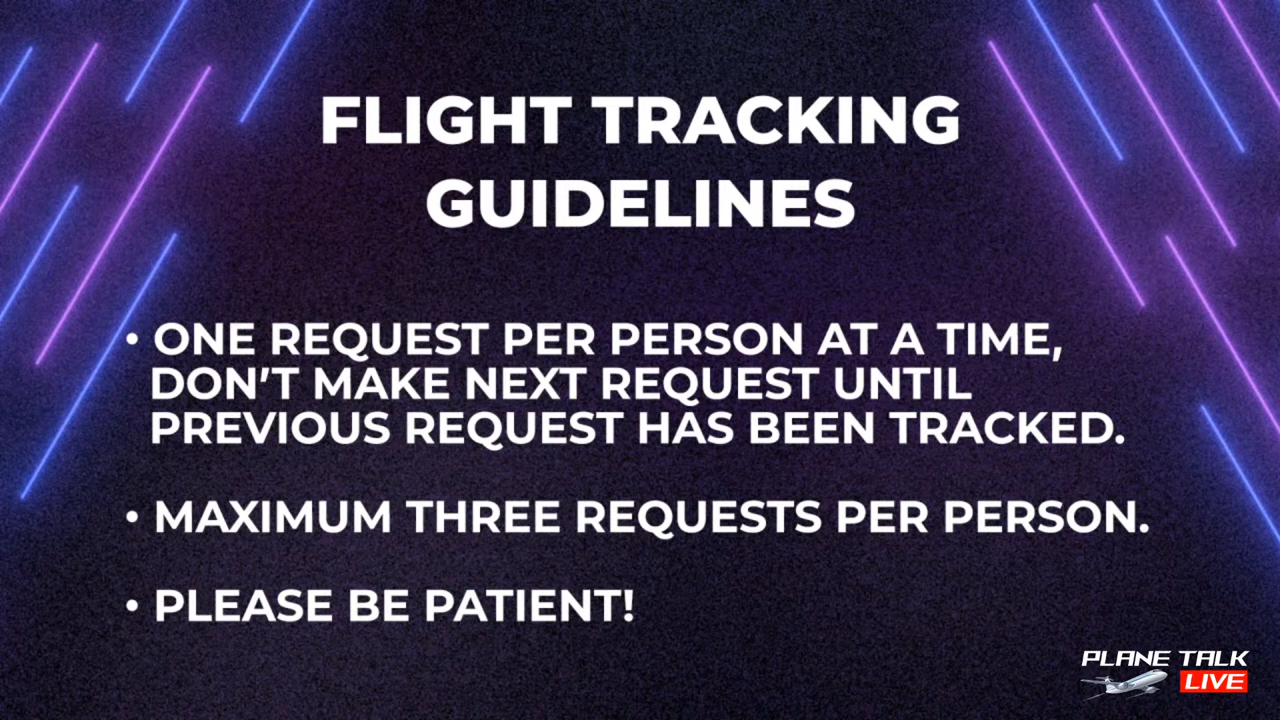 FLIGHT TRACKING
GUIDELINES
• ONE REQUEST PER PERSON AT A TIME,
DON'T MAKE NEXT REQUEST UNTIL
PREVIOUS REQUEST HAS BEEN TRACKED.
• MAXIMUM THREE REQUESTS PER PERSON.
• PLEASE BE PATIENT!
PLANE TALK
LIVE